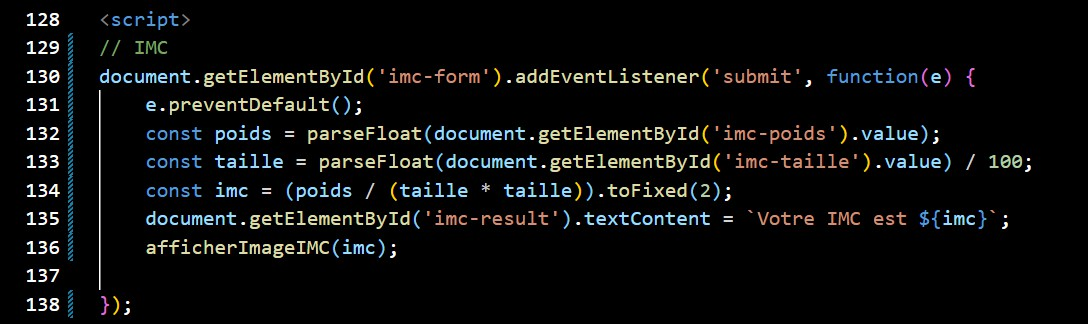 128 <script>
129 // IMC
130 document.getElementById('imc-form').addEventListener('submit', function(e) {
131     e.preventDefault();
132     const poids = parseFloat(document.getElementById('imc-poids').value);
133     const taille = parseFloat(document.getElementById('imc-taille').value) / 100;
134     const imc = (poids / (taille * taille)).toFixed(2);
135     document.getElementById('imc-result').textContent = `Votre IMC est ${imc}`;
136     afficherImageIMC(imc);
137
138 });